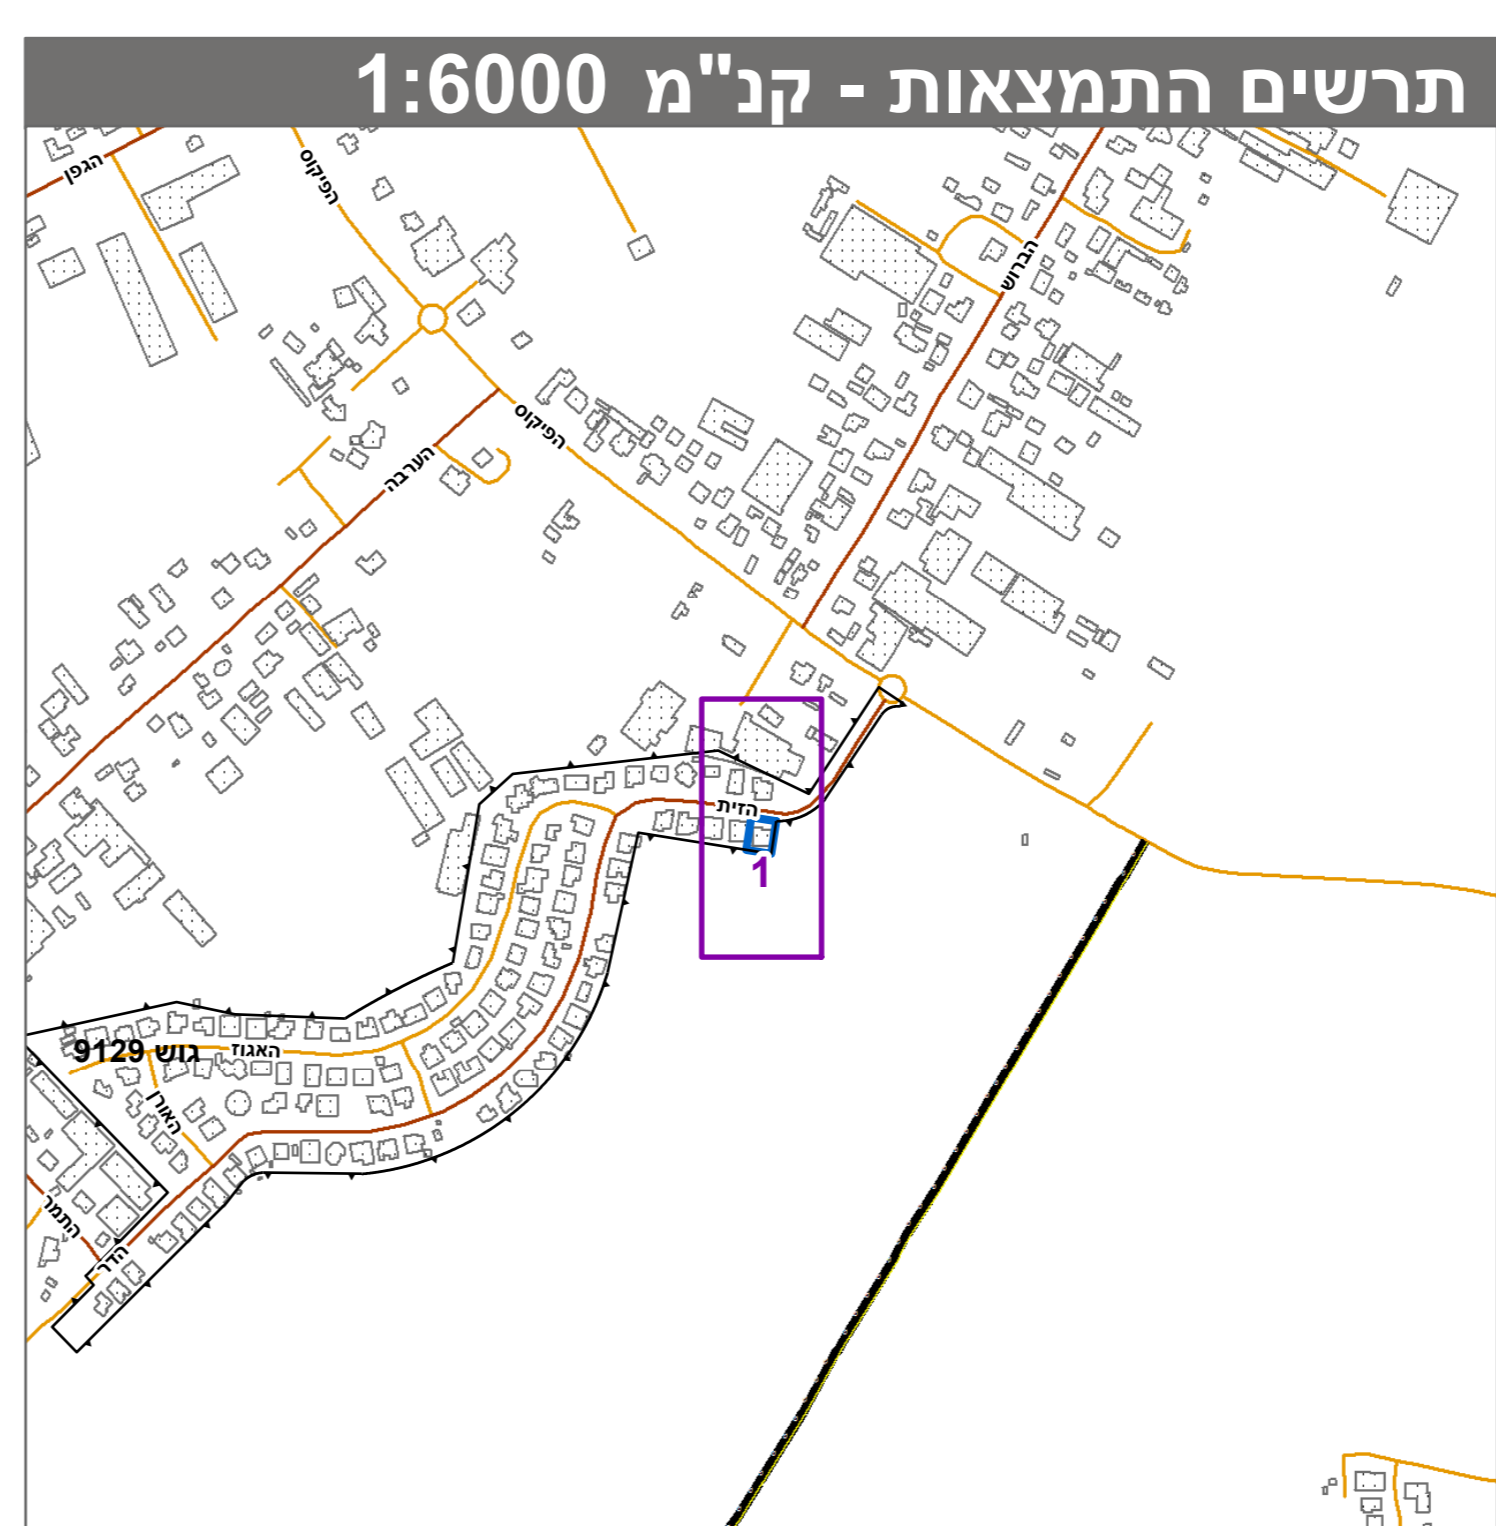 תרשים התמצאות - קנ"מ 1:6000
הגפן
הפיקוס
הברוש
הפיקוס
הערבה
הזית
1
גוש 9129
האגוז
האורן
התמר
הדר